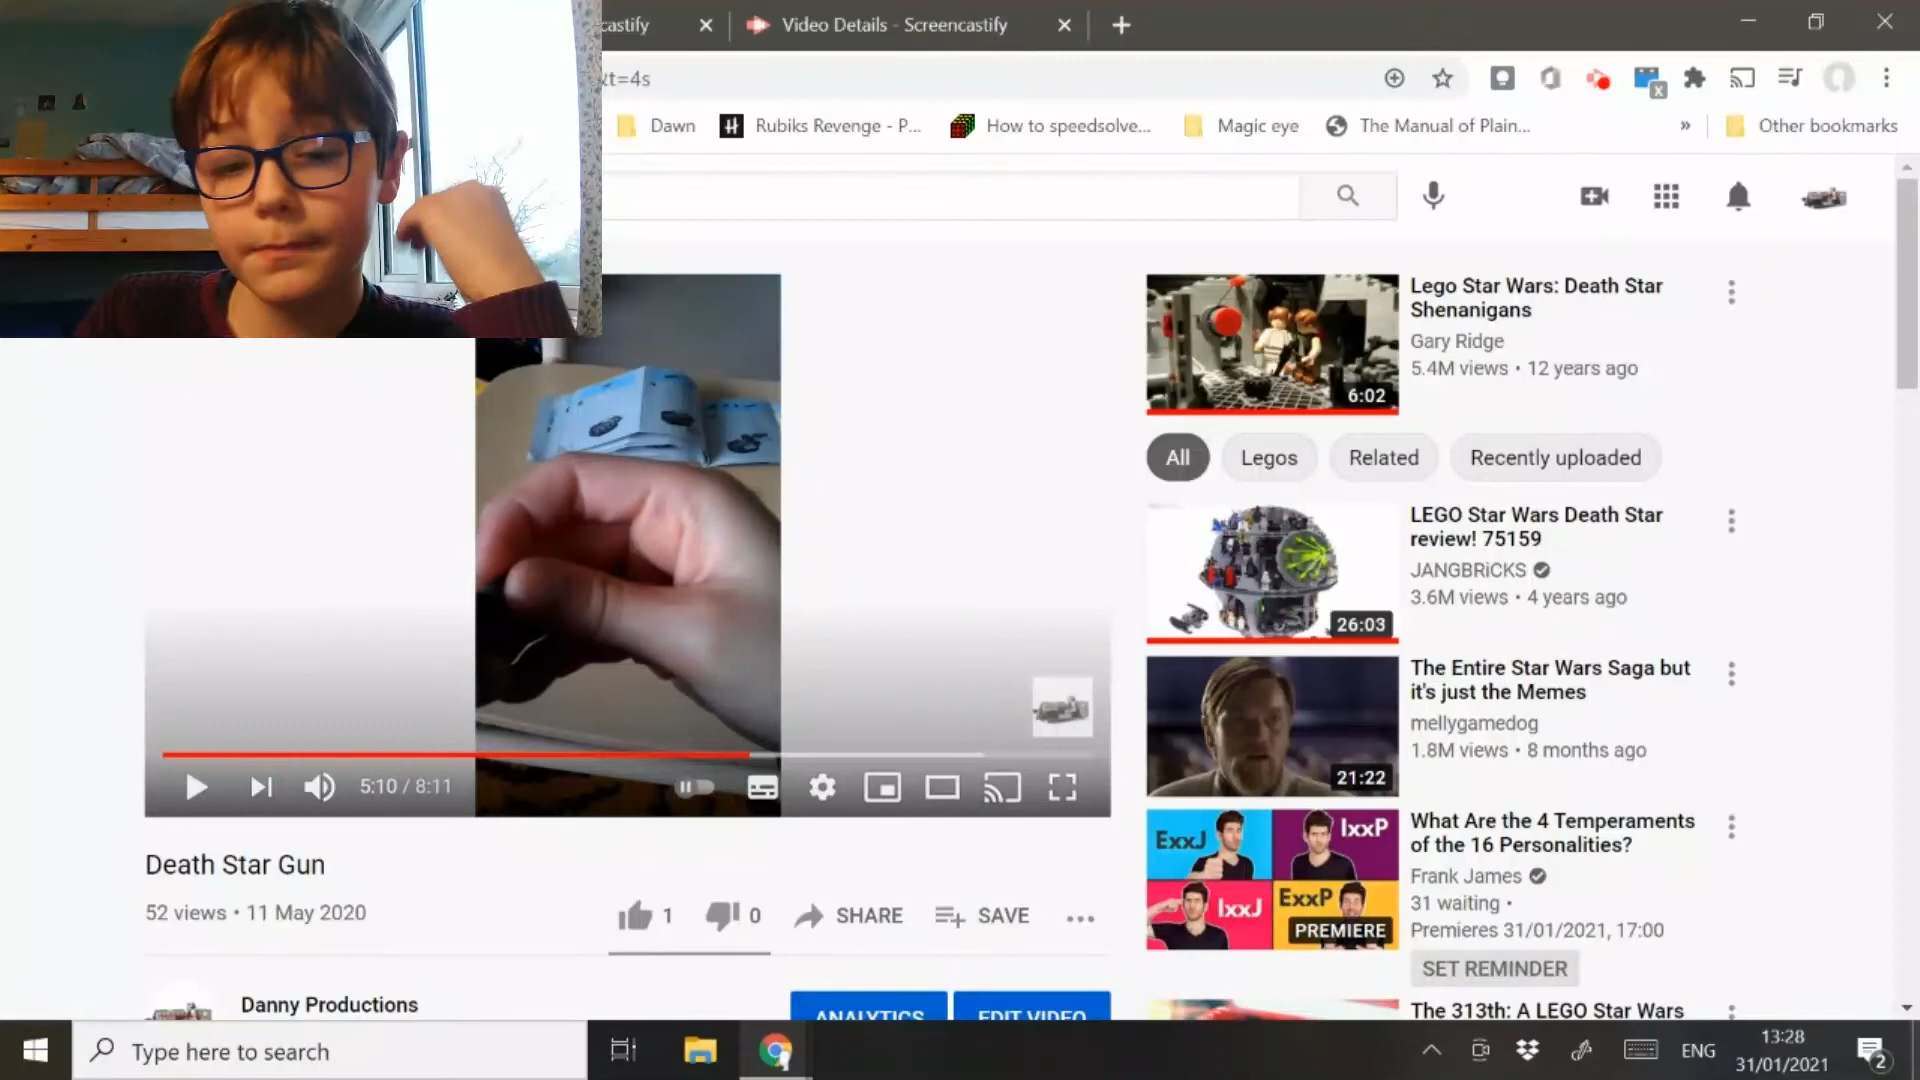 castify
Video Details - Screencastify
&t=4s
Dawn
Rubiks Revenge - P...
How to speedsolve...
Magic eye
The Manual of Plain...
»
Other bookmarks
Lego Star Wars: Death Star
Shenanigans
Gary Ridge
5.4M views • 12 years ago
6:02
All
Legos
Related
Recently uploaded
LEGO Star Wars Death Star
review! 75159
JANGBRiCKS
3.6M views • 4 years ago
26:03
The Entire Star Wars Saga but
it's just the Memes
mellygamedog
1.8M views • 8 months ago
21:22
ExxJ
IxxP
IxxJ
ExxP
PREMIERE
What Are the 4 Temperaments
of the 16 Personalities?
Frank James
31 waiting •
Premieres 31/01/2021, 17:00
SET REMINDER
The 313th: A LEGO Star Wars
5:10 / 8:11
Death Star Gun
52 views • 11 May 2020
1
0
SHARE
SAVE
Danny Productions
ANALYTICS
EDIT VIDEO
Type here to search
ENG
13:28
31/01/2021
2